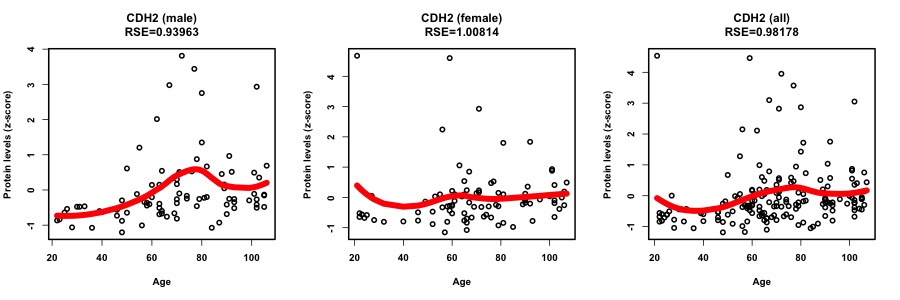 CDH2 (male)
RSE=0.93963
Protein levels (z-score)
4
3
2
1
0
-1
20 40 60 80 100
Age
CDH2 (female)
RSE=1.00814
Protein levels (z-score)
4
3
2
1
0
-1
20 40 60 80 100
Age
CDH2 (all)
RSE=0.98178
Protein levels (z-score)
4
3
2
1
0
-1
20 40 60 80 100
Age